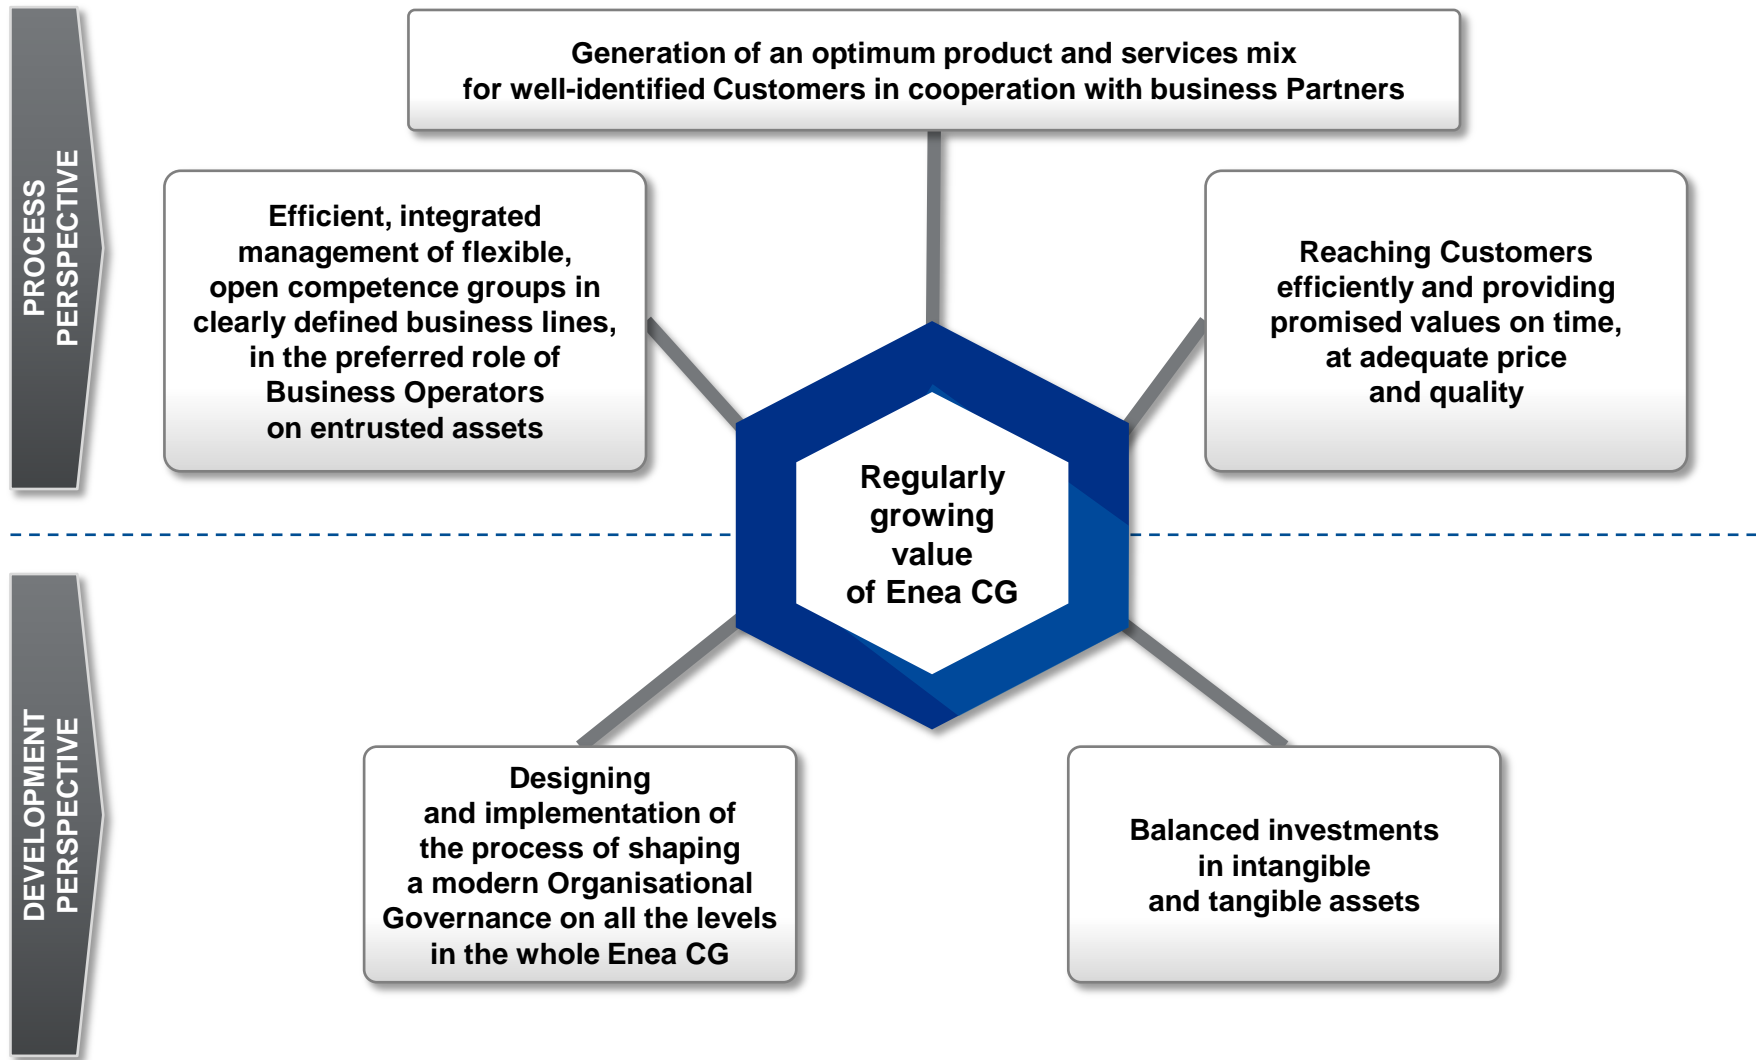 PROCESS
PERSPECTIVE
Generation of an optimum product and services mix
for well-identified Customers in cooperation with business Partners
Efficient, integrated
management of flexible,
open competence groups in
clearly defined business lines,
in the preferred role of
Business Operators
on entrusted assets
Reaching Customers
efficiently and providing
promised values on time,
at adequate price
and quality
Regularly
growing
value
of Enea CG
DEVELOPMENT
PERSPECTIVE
Designing
and implementation of
the process of shaping
a modern Organisational
Governance on all the levels
in the whole Enea CG
Balanced investments
in intangible
and tangible assets